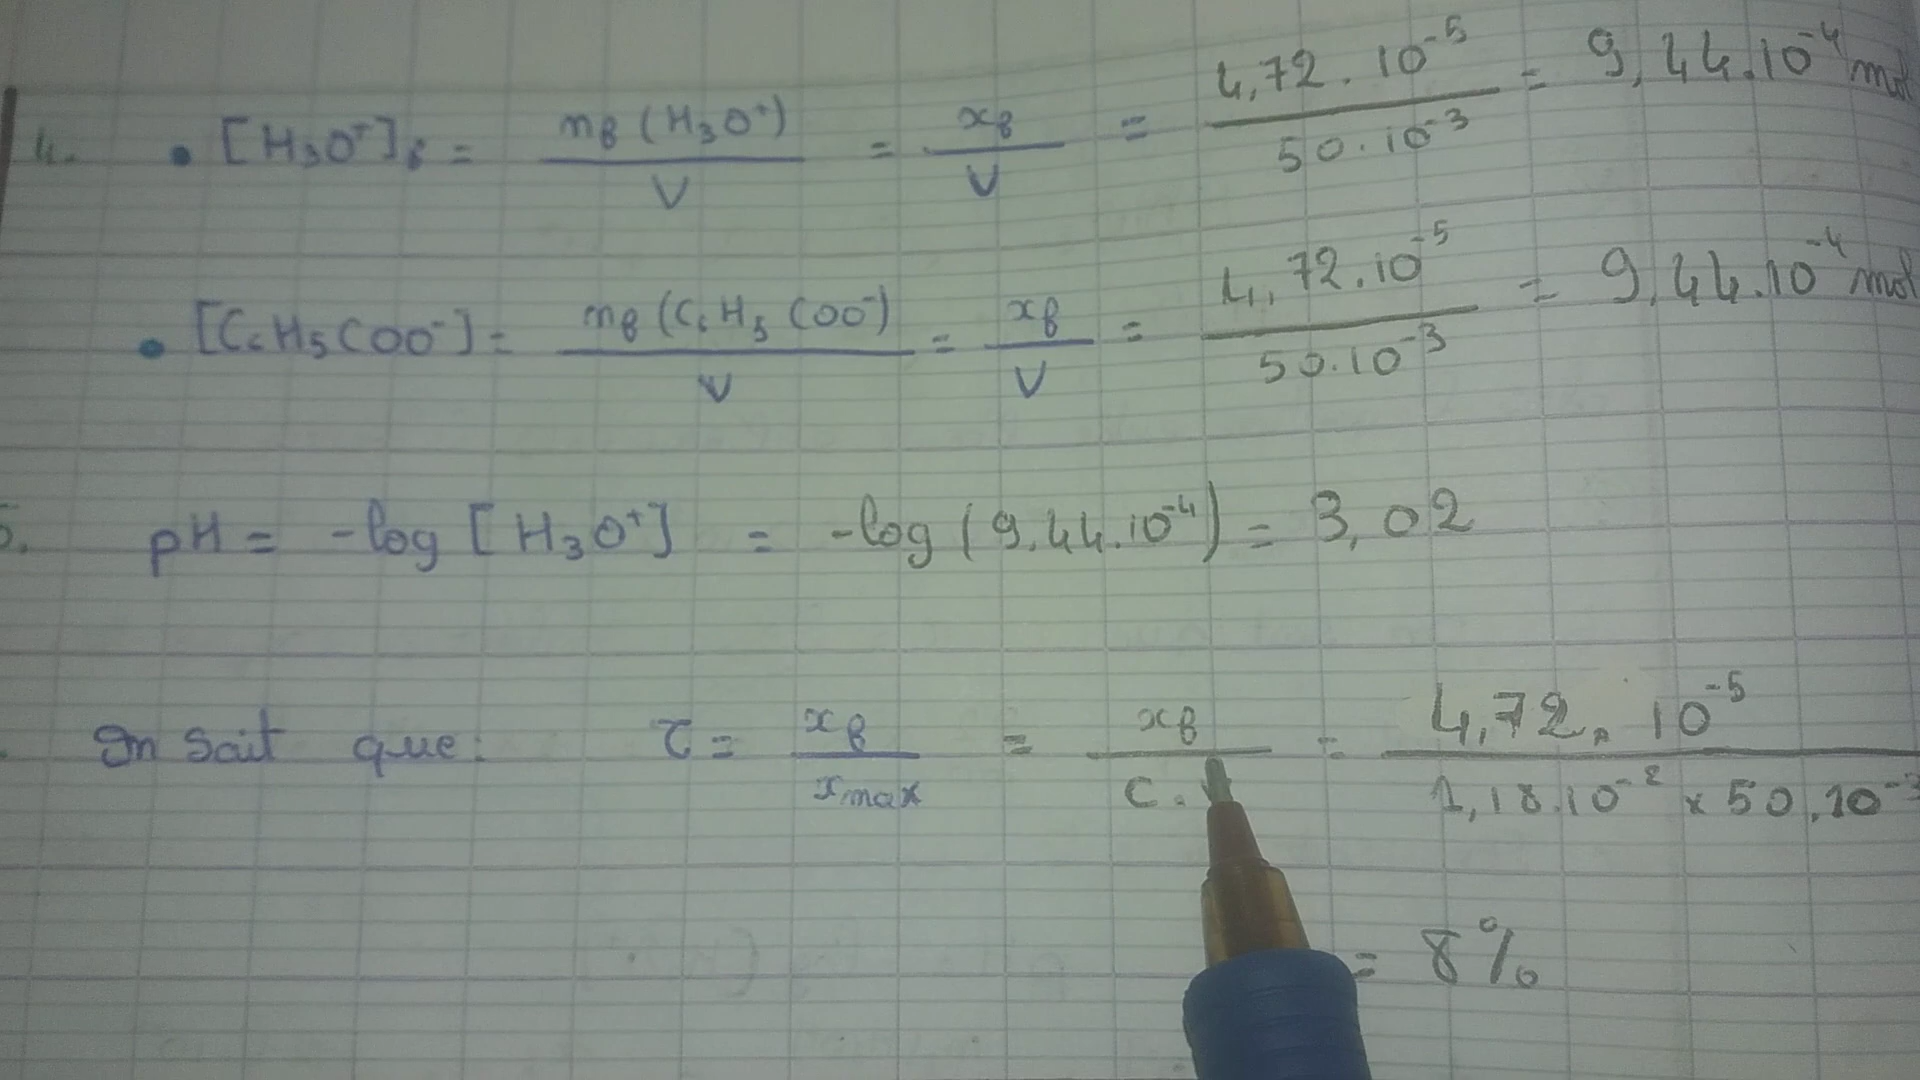 4. • [H₃O⁺]f = nf(H₃O⁺) / V = xf / V = 4,72.10⁻⁵ / 50.10⁻³ = 9,44.10⁻⁴ mol
• [C₆H₅COO⁻] = nf(C₆H₅COO⁻) / V = xf / V = 4,72.10⁻⁵ / 50.10⁻³ = 9,44.10⁻⁴ mol
5. pH = -log [H₃O⁺] = -log (9,44.10⁻⁴) = 3,02
On sait que: τ = xf / xmax = xf / C.V = 4,72.10⁻⁵ / 1,18.10⁻² × 50.10⁻³
= 8%